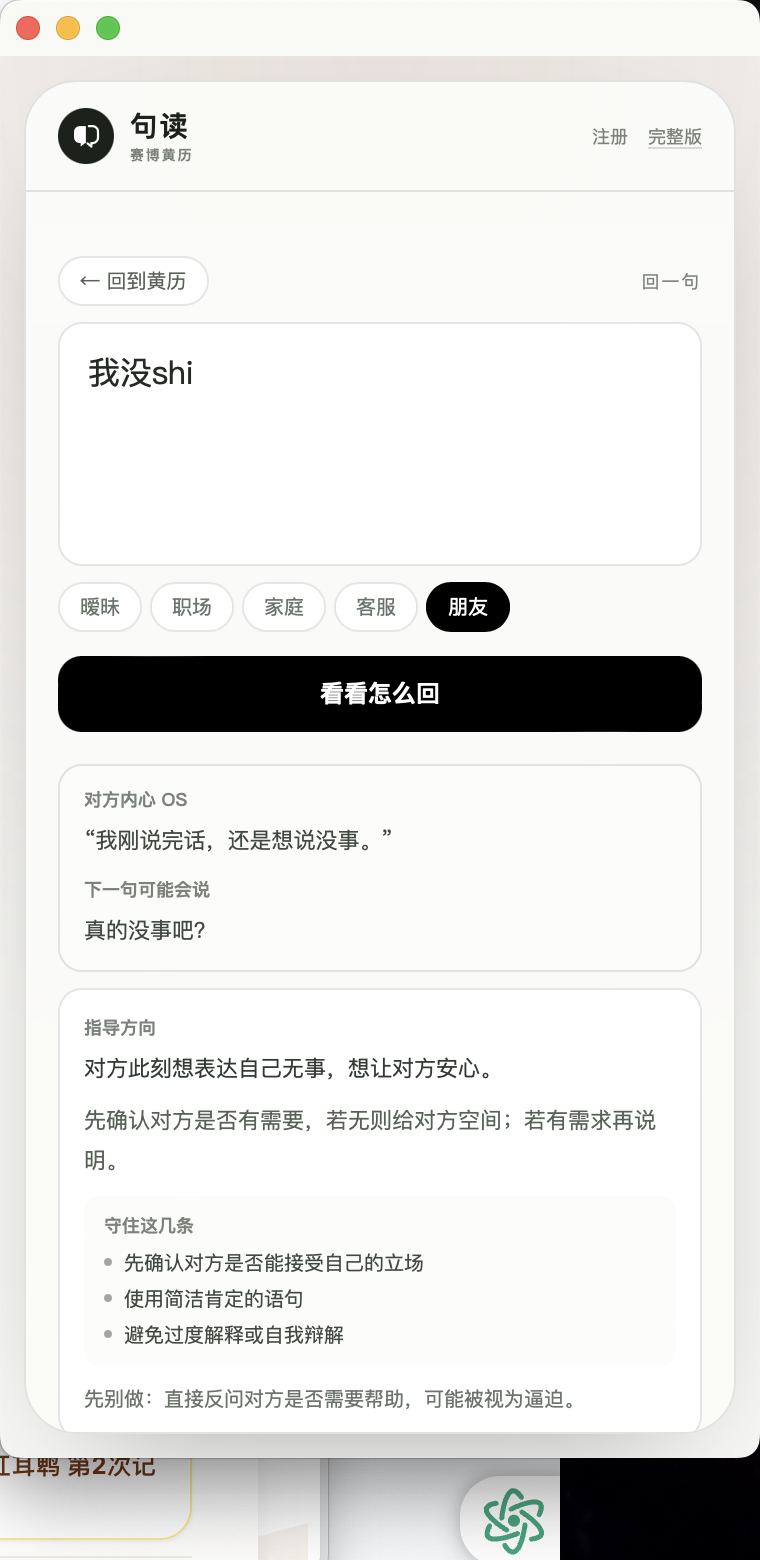 句读
赛博黄历
注册 完整版
← 回到黄历
回一句
我没shi
暧昧 职场 家庭 客服 朋友
看看怎么回
对方内心 OS
“我刚说完话，还是想说没事。”
下一句可能会说
真的没事吧?
指导方向
对方此刻想表达自己无事，想让对方安心。
先确认对方是否有需要，若无则给对方空间；若有需求再说
明。
守住这几条
先确认对方是否能接受自己的立场
使用简洁肯定的语句
避免过度解释或自我辩解
先别做：直接反问对方是否需要帮助，可能被视为逼迫。
红耳鹎 第2次记